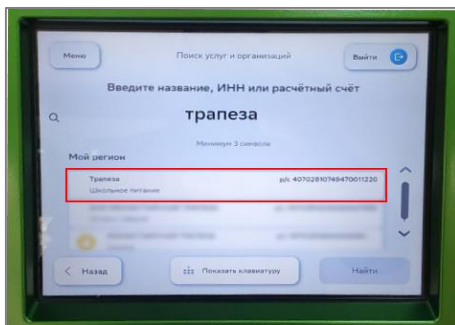 Меню
Поиск услуг и организаций
Выйти
Введите название, ИНН или расчётный счёт
трапеза
Минимум 3 символа
Мой регион
Трапеза
р/с 40702810749470011220
Школьное питание
Назад
Показать клавиатуру
Найти